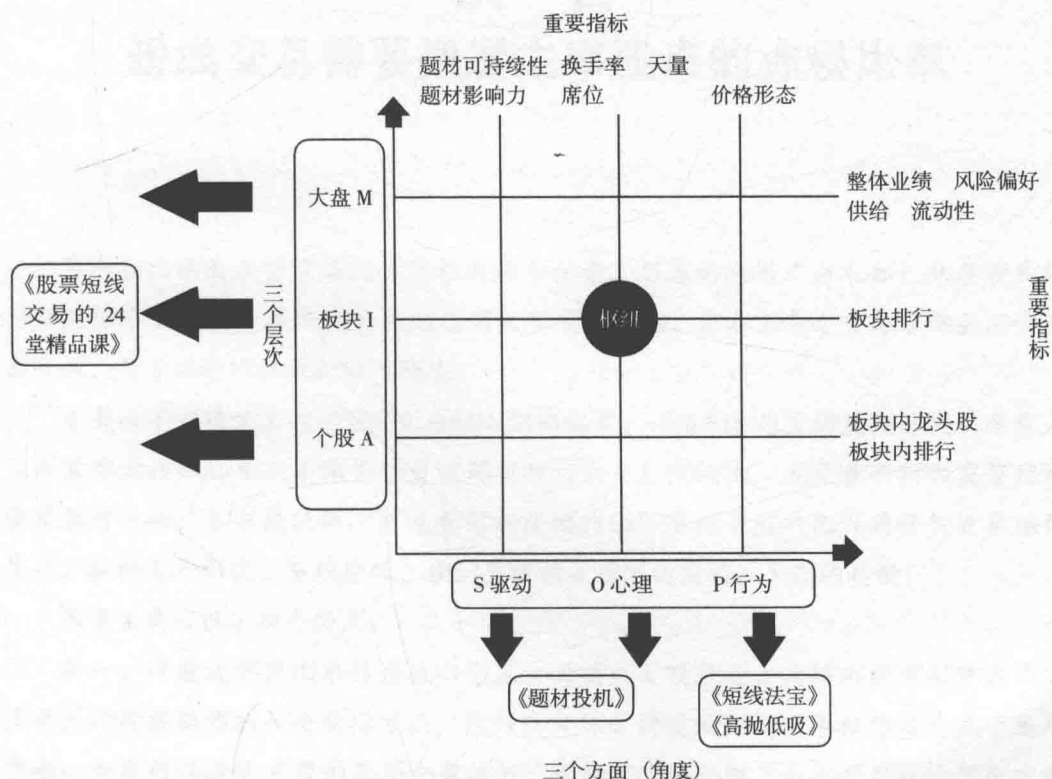 重要指标
题材可持续性 换手率 天量
题材影响力 席位 价格形态
大盘 M
整体业绩 风险偏好
供给 流动性
《股票短线
交易的 24
堂精品课》
三个层次
板块 I
枢纽
板块排行
重要指标
个股 A
板块内龙头股
板块内排行
S 驱动 O 心理 P 行为
《题材投机》
《短线法宝》
《高抛低吸》
三个方面（角度）